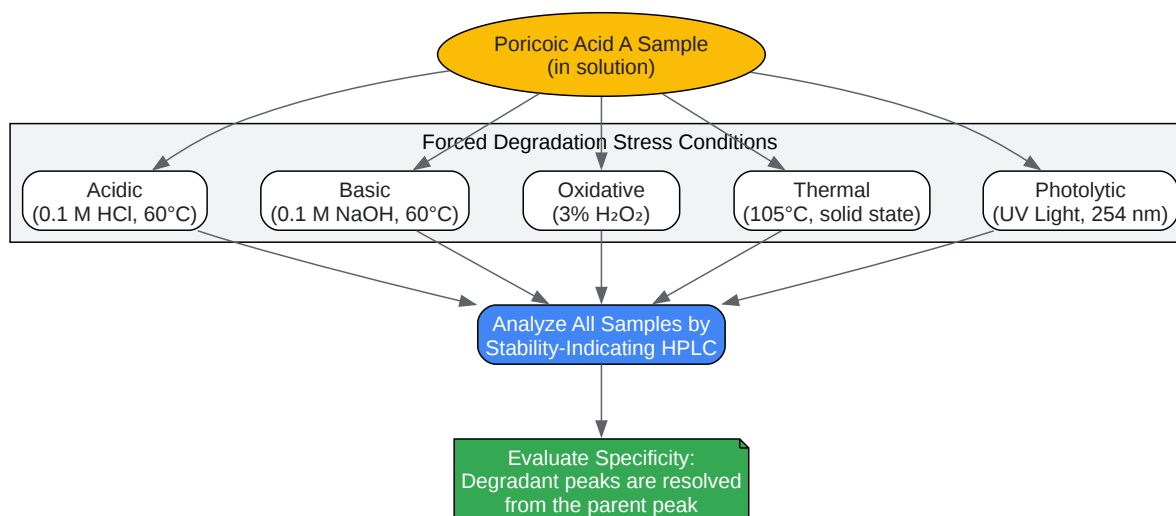 Poricoic Acid A Sample
(in solution)
Forced Degradation Stress Conditions
Acidic
(0.1 M HCl, 60°C)
Basic
(0.1 M NaOH, 60°C)
Oxidative
(3% H₂O₂)
Thermal
(105°C, solid state)
Photolytic
(UV Light, 254 nm)
Analyze All Samples by
Stability-Indicating HPLC
Evaluate Specificity:
Degradant peaks are resolved
from the parent peak